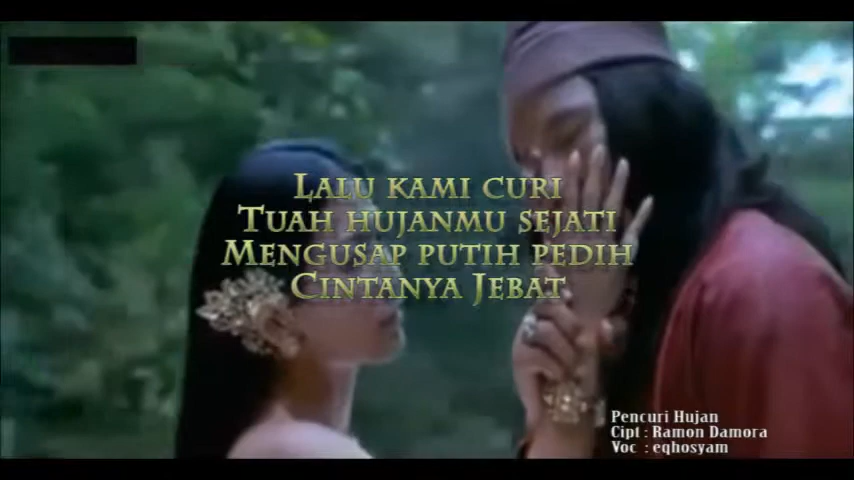 LALU KAMI CURI
TUAH HUJANMU SEJATI
MENGUSAP PUTIH PEDIH
CINTANYA JEBAT
Pencuri Hujan
Cipt : Ramon Damora
Voc : eqhosyam